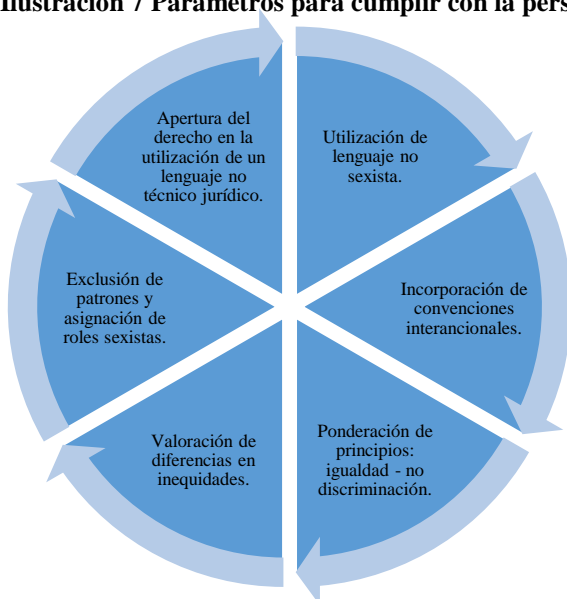 Ilustración 7 Parámetros para cumplir con la pers
Utilización de
lenguaje no
sexista.
Incorporación de
convenciones
interancionales.
Ponderación de
principios:
igualdad - no
discriminación.
Valoración de
diferencias en
inequidades.
Exclusión de
patrones y
asignación de
roles sexistas.
Apertura del
derecho en la
utilización de un
lenguaje no
técnico jurídico.